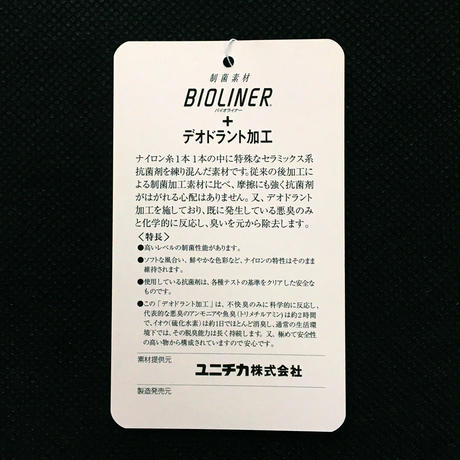 制菌素材
BIOLINER
バイオライナー
+
デオドラント加工
ナイロン糸1本1本の中に特殊なセラミックス系
抗菌剤を練り混んだ素材です。従来の後加工に
よる制菌加工素材に比べ、摩擦にも強く抗菌剤
がはがれる心配はありません。又、デオドラント
加工を施しており、既に発生している悪臭のみ
と化学的に反応し、臭いを元から除去します。
〈特長〉
●高いレベルの制菌性能があります。
●ソフトな風合い、鮮やかな色彩など、ナイロンの特性はそのまま
維持されます。
●使用している抗菌剤は、各種テストの基準をクリアした安全な
ものです。
●この「デオドラント加工」は、不快臭のみに科学的に反応し、
代表的な悪臭のアンモニアや魚臭(トリメチルアミン)は約2時間
で、イオウ(硫化水素)は約1日でほとんど消臭し、通常の生活環
境下では、その脱臭能力は長く持続します。又、極めて安全性
の高い物から構成されていますので安心です。
素材提供元
ユニチカ株式会社
製造発売元